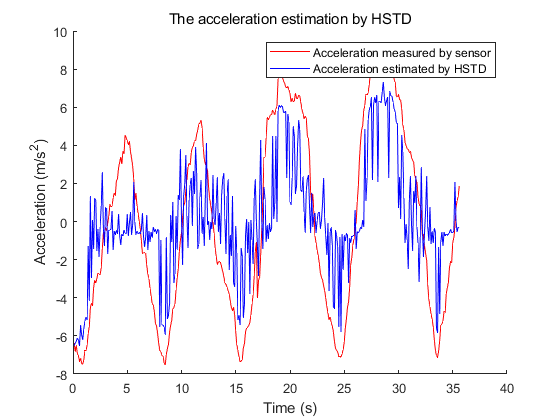 The acceleration estimation by HSTD
10
8
6
4
2
0
-2
-4
-6
-8
Acceleration (m/s²)
Acceleration measured by sensor
Acceleration estimated by HSTD
0 5 10 15 20 25 30 35 40
Time (s)